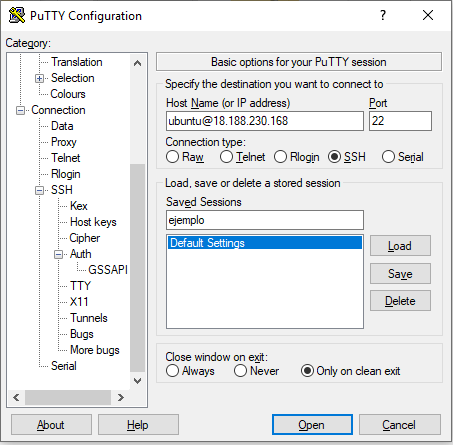 PuTTY Configuration
Category:
Translation
Selection
Colours
Connection
Data
Proxy
Telnet
Rlogin
SSH
Kex
Host keys
Cipher
Auth
GSSAPI
TTY
X11
Tunnels
Bugs
More bugs
Serial
Basic options for your PuTTY session
Specify the destination you want to connect to
Host Name (or IP address) Port
ubuntu@18.188.230.168 22
Connection type:
Raw Telnet Rlogin SSH Serial
Load, save or delete a stored session
Saved Sessions
ejemplo
Default Settings
Load
Save
Delete
Close window on exit:
Always Never Only on clean exit
About Help Open Cancel